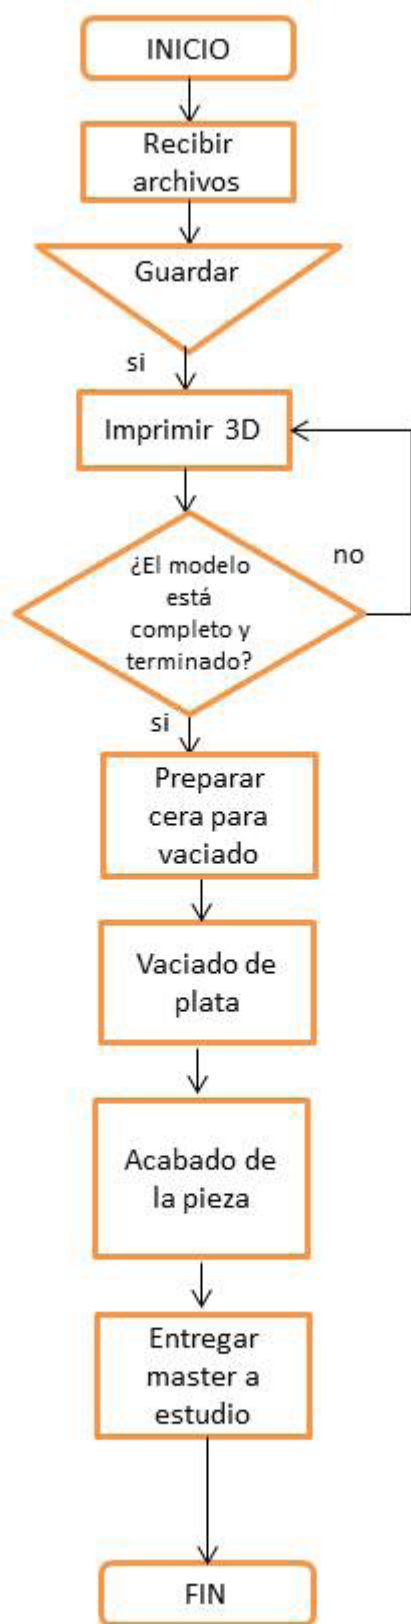 INICIO
Recibir
archivos
Guardar
si
Imprimir 3D
¿El modelo
está
completo y
terminado?
no
si
Preparar
cera para
vaciado
Vaciado de
plata
Acabado de
la pieza
Entregar
master a
estudio
FIN